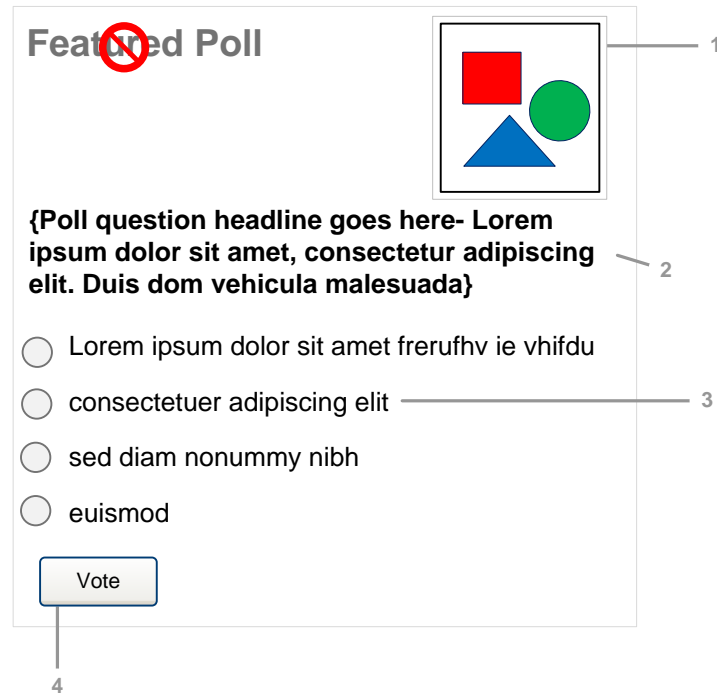 Featured Poll
1
{Poll question headline goes here- Lorem
ipsum dolor sit amet, consectetur adipiscing
elit. Duis dom vehicula malesuada}
2
Lorem ipsum dolor sit amet frerufhv ie vhifdu
consectetuer adipiscing elit
3
sed diam nonummy nibh
euismod
Vote
4